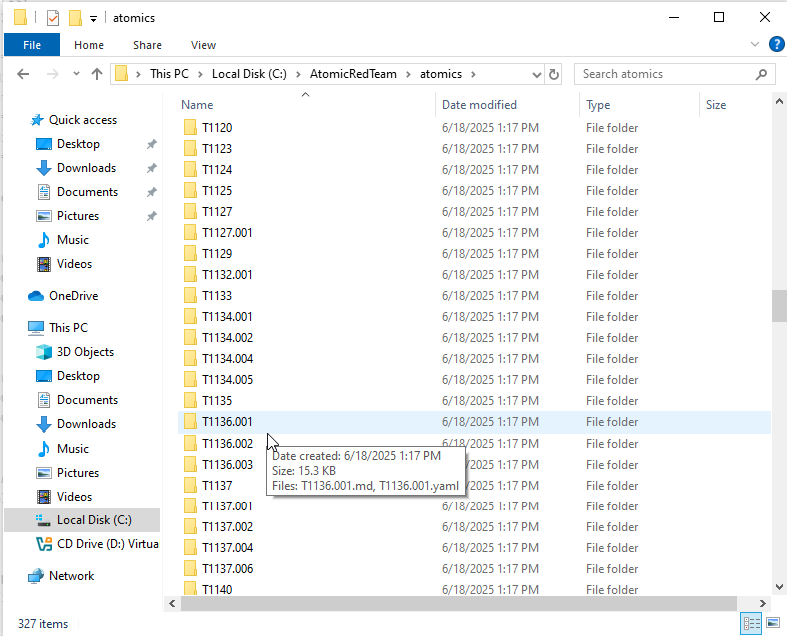 atomics
File Home Share View
This PC Local Disk (C:) AtomicRedTeam atomics Search atomics
Name Date modified Type Size
Quick access
Desktop
Downloads
Documents
Pictures
Music
Videos
OneDrive
This PC
3D Objects
Desktop
Documents
Downloads
Music
Pictures
Videos
Local Disk (C:)
CD Drive (D:) Virtua
Network
T1120 6/18/2025 1:17 PM File folder
T1123 6/18/2025 1:17 PM File folder
T1124 6/18/2025 1:17 PM File folder
T1125 6/18/2025 1:17 PM File folder
T1127 6/18/2025 1:17 PM File folder
T1127.001 6/18/2025 1:17 PM File folder
T1129 6/18/2025 1:17 PM File folder
T1132.001 6/18/2025 1:17 PM File folder
T1133 6/18/2025 1:17 PM File folder
T1134.001 6/18/2025 1:17 PM File folder
T1134.002 6/18/2025 1:17 PM File folder
T1134.004 6/18/2025 1:17 PM File folder
T1134.005 6/18/2025 1:17 PM File folder
T1135 6/18/2025 1:17 PM File folder
T1136.001 6/18/2025 1:17 PM File folder
T1136.002 6/18/2025 1:17 PM File folder
T1136.003 File folder
T1137 File folder
T1137.001 6/18/2025 1:17 PM File folder
T1137.002 6/18/2025 1:17 PM File folder
T1137.004 6/18/2025 1:17 PM File folder
T1137.006 6/18/2025 1:17 PM File folder
T1140 6/18/2025 1:17 PM File folder
Date created: 6/18/2025 1:17 PM
Size: 15.3 KB
Files: T1136.001.md, T1136.001.yaml
327 items